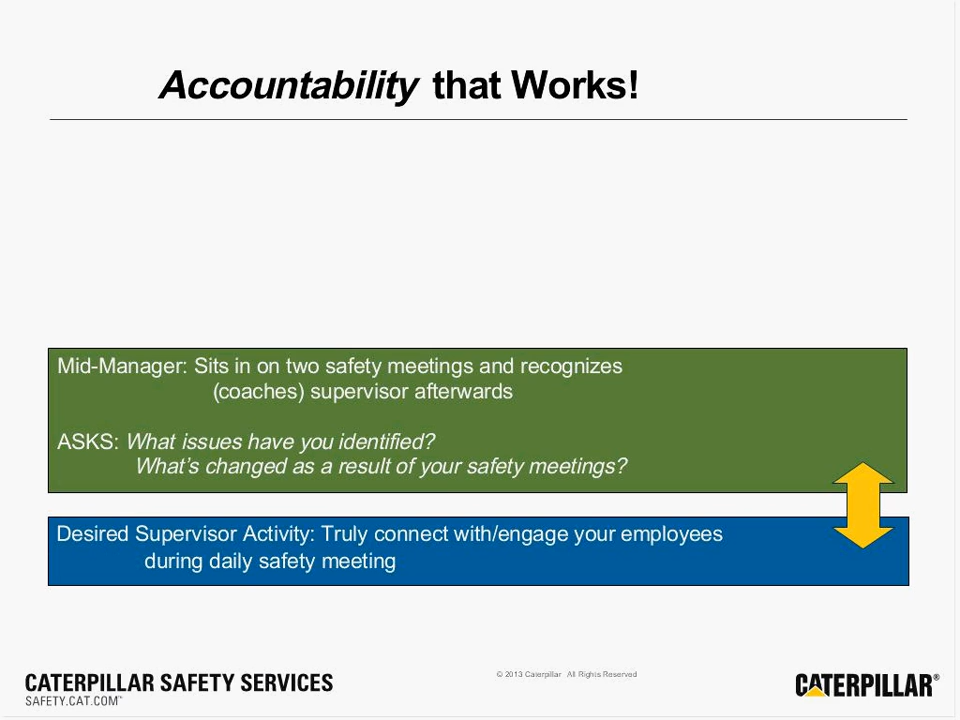 Accountability that Works!
Mid-Manager: Sits in on two safety meetings and recognizes
(coaches) supervisor afterwards
ASKS: What issues have you identified?
What’s changed as a result of your safety meetings?
Desired Supervisor Activity: Truly connect with/engage your employees
during daily safety meeting
© 2013 Caterpillar All Rights Reserved
CATERPILLAR SAFETY SERVICES
SAFETY.CAT.COM™
CATERPILLAR®